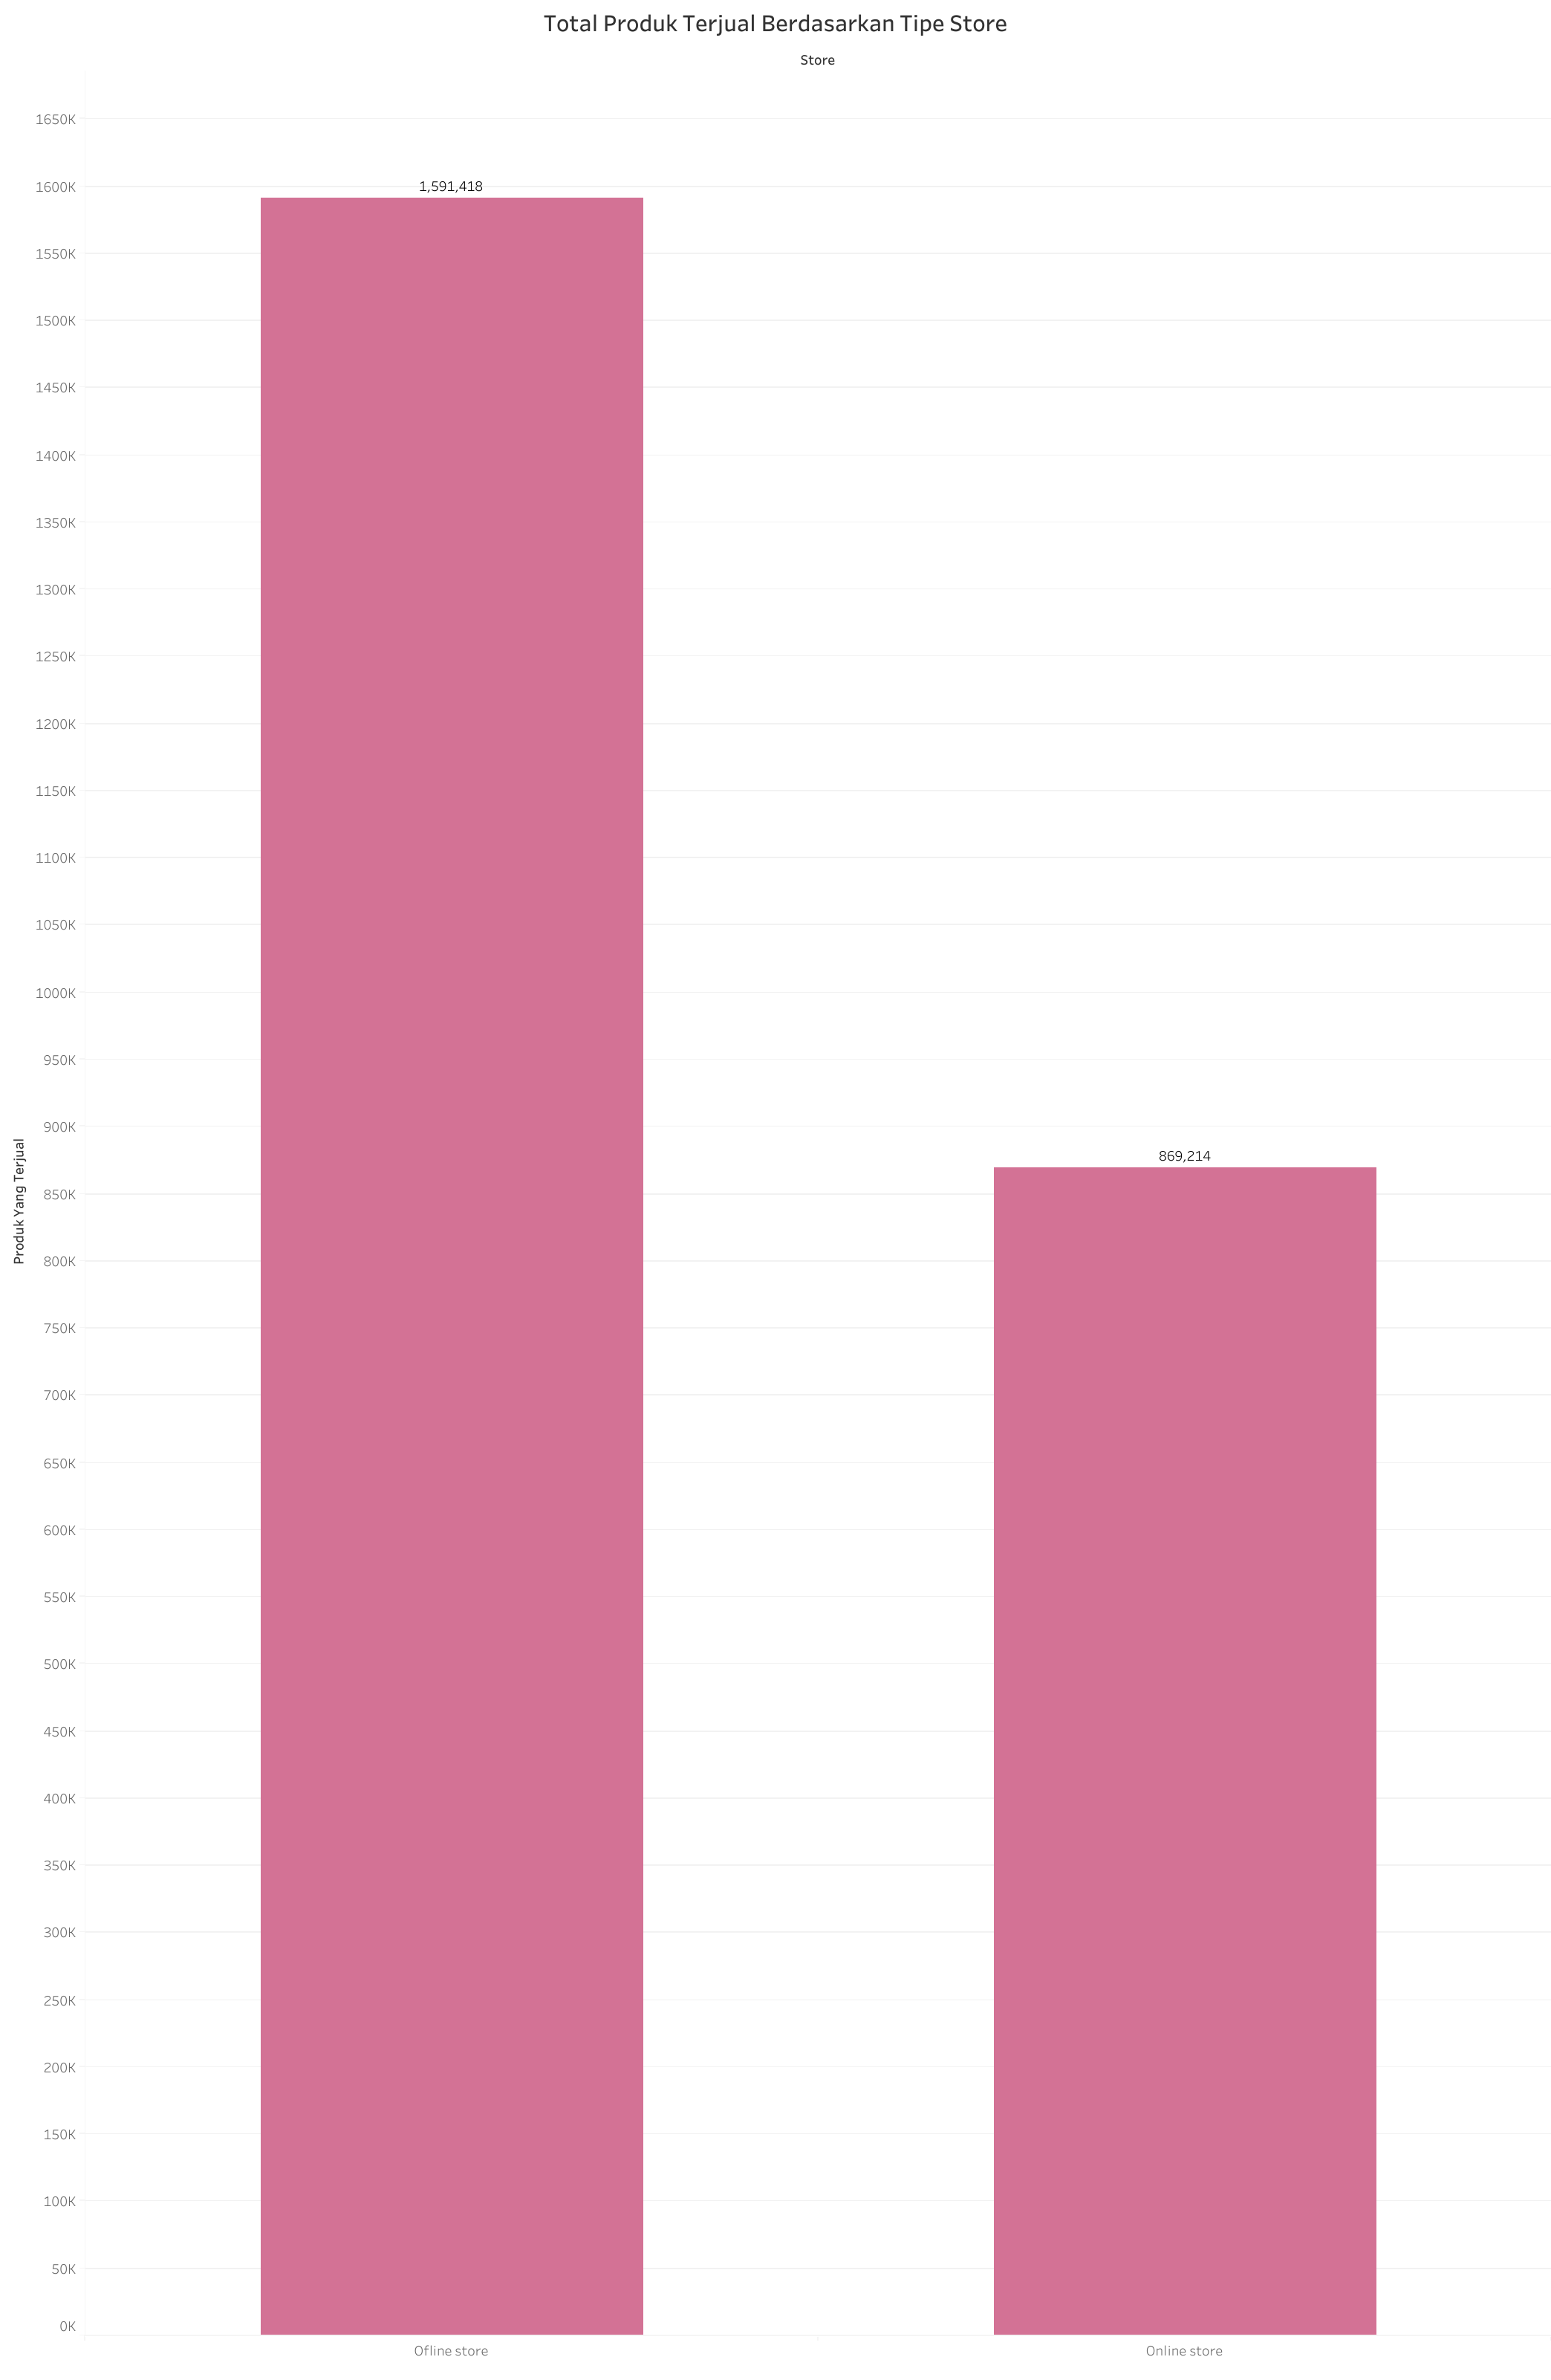 Total Produk Terjual Berdasarkan Tipe Store
Store
Produk Yang Terjual
1650K
1600K
1550K
1500K
1450K
1400K
1350K
1300K
1250K
1200K
1150K
1100K
1050K
1000K
950K
900K
850K
800K
750K
700K
650K
600K
550K
500K
450K
400K
350K
300K
250K
200K
150K
100K
50K
0K
1,591,418
869,214
Ofline store
Online store